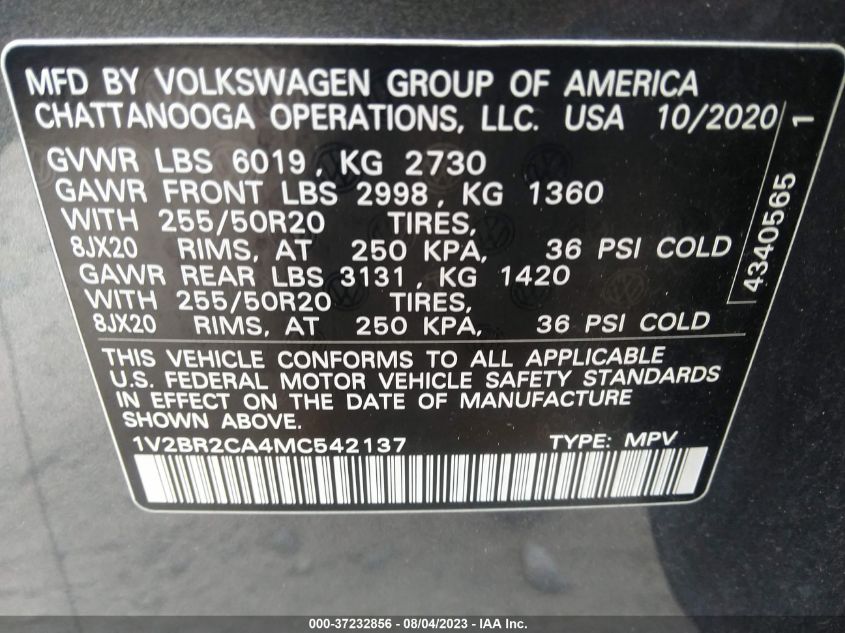 MFD BY VOLKSWAGEN GROUP OF AMERICA
CHATTANOOGA OPERATIONS, LLC. USA 10/2020
GVWR LBS 6019, KG 2730
GAWR FRONT LBS 2998, KG 1360
WITH 255/50R20 TIRES,
8JX20 RIMS, AT 250 KPA, 36 PSI COLD
GAWR REAR LBS 3131, KG 1420
WITH 255/50R20 TIRES,
8JX20 RIMS, AT 250 KPA, 36 PSI COLD
THIS VEHICLE CONFORMS TO ALL APPLICABLE
U.S. FEDERAL MOTOR VEHICLE SAFETY STANDARDS
IN EFFECT ON THE DATE OF MANUFACTURE
SHOWN ABOVE.
1V2BR2CA4MC542137 TYPE: MPV
4340565 1
000-37232856 - 08/04/2023 - IAA Inc.